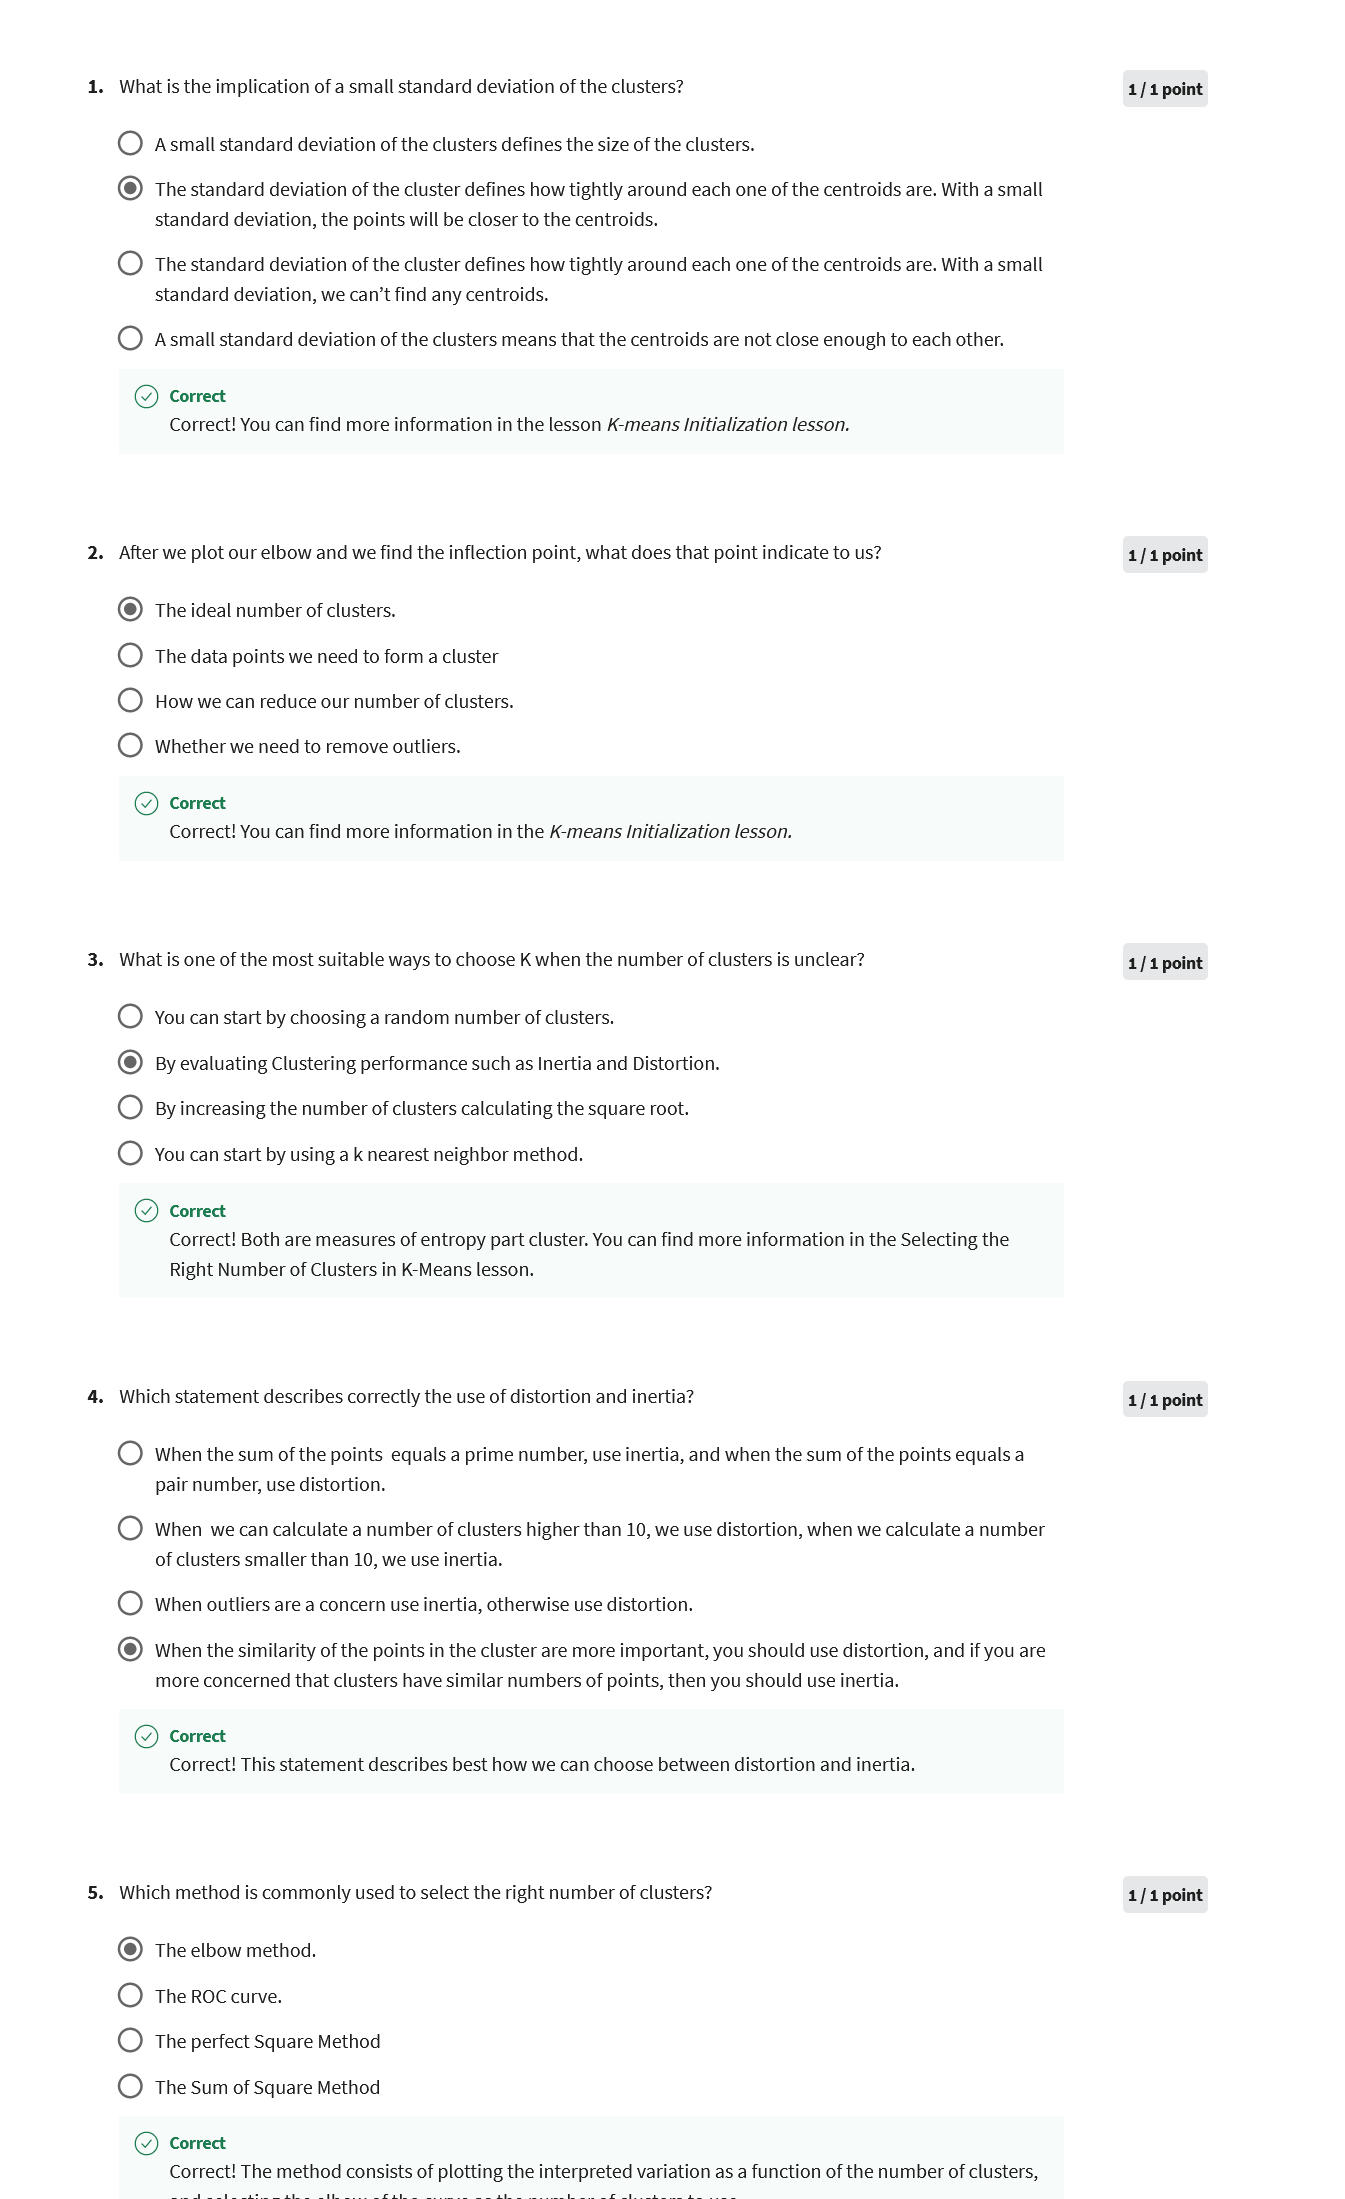 1. What is the implication of a small standard deviation of the clusters?
1 / 1 point
A small standard deviation of the clusters defines the size of the clusters.
The standard deviation of the cluster defines how tightly around each one of the centroids are. With a small
standard deviation, the points will be closer to the centroids.
The standard deviation of the cluster defines how tightly around each one of the centroids are. With a small
standard deviation, we can’t find any centroids.
A small standard deviation of the clusters means that the centroids are not close enough to each other.
Correct
Correct! You can find more information in the lesson K-means Initialization lesson.
2. After we plot our elbow and we find the inflection point, what does that point indicate to us?
1 / 1 point
The ideal number of clusters.
The data points we need to form a cluster
How we can reduce our number of clusters.
Whether we need to remove outliers.
Correct
Correct! You can find more information in the K-means Initialization lesson.
3. What is one of the most suitable ways to choose K when the number of clusters is unclear?
1 / 1 point
You can start by choosing a random number of clusters.
By evaluating Clustering performance such as Inertia and Distortion.
By increasing the number of clusters calculating the square root.
You can start by using a k nearest neighbor method.
Correct
Correct! Both are measures of entropy part cluster. You can find more information in the Selecting the
Right Number of Clusters in K-Means lesson.
4. Which statement describes correctly the use of distortion and inertia?
1 / 1 point
When the sum of the points  equals a prime number, use inertia, and when the sum of the points equals a
pair number, use distortion.
When  we can calculate a number of clusters higher than 10, we use distortion, when we calculate a number
of clusters smaller than 10, we use inertia.
When outliers are a concern use inertia, otherwise use distortion.
When the similarity of the points in the cluster are more important, you should use distortion, and if you are
more concerned that clusters have similar numbers of points, then you should use inertia.
Correct
Correct! This statement describes best how we can choose between distortion and inertia.
5. Which method is commonly used to select the right number of clusters?
1 / 1 point
The elbow method.
The ROC curve.
The perfect Square Method
The Sum of Square Method
Correct
Correct! The method consists of plotting the interpreted variation as a function of the number of clusters,
and selecting the elbow of the curve as the number of clusters to use.